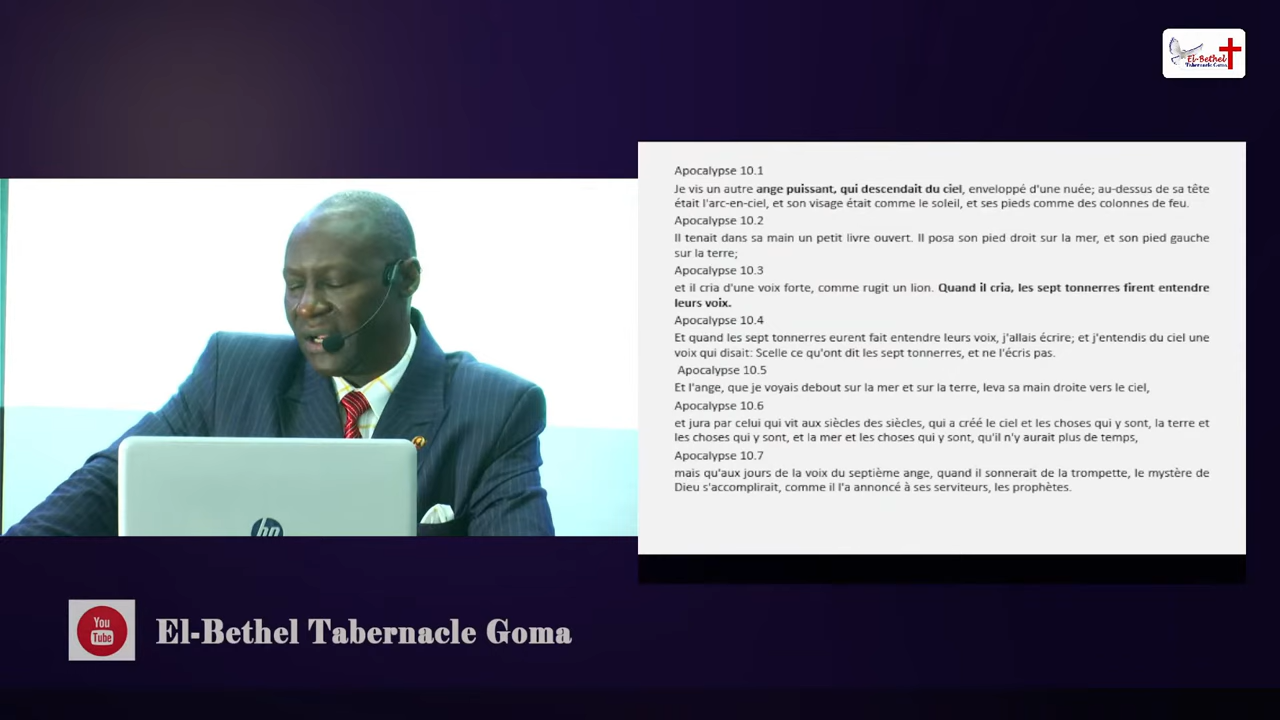 El-Bethel
Tabernacle Goma
Apocalypse 10.1
Je vis un autre ange puissant, qui descendait du ciel, enveloppé d'une nuée; au-dessus de sa tête
était l'arc-en-ciel, et son visage était comme le soleil, et ses pieds comme des colonnes de feu.
Apocalypse 10.2
Il tenait dans sa main un petit livre ouvert. Il posa son pied droit sur la mer, et son pied gauche
sur la terre;
Apocalypse 10.3
et il cria d'une voix forte, comme rugit un lion. Quand il cria, les sept tonnerres firent entendre
leurs voix.
Apocalypse 10.4
Et quand les sept tonnerres eurent fait entendre leurs voix, j'allais écrire; et j'entendis du ciel une
voix qui disait: Scelle ce qu'ont dit les sept tonnerres, et ne l'écris pas.
Apocalypse 10.5
Et l'ange, que je voyais debout sur la mer et sur la terre, leva sa main droite vers le ciel,
Apocalypse 10.6
et jura par celui qui vit aux siècles des siècles, qui a créé le ciel et les choses qui y sont, la terre et
les choses qui y sont, et la mer et les choses qui y sont, qu'il n'y aurait plus de temps,
Apocalypse 10.7
mais qu'aux jours de la voix du septième ange, quand il sonnerait de la trompette, le mystère de
Dieu s'accomplirait, comme il l'a annoncé à ses serviteurs, les prophètes.
hp
You
Tube
El-Bethel Tabernacle Goma